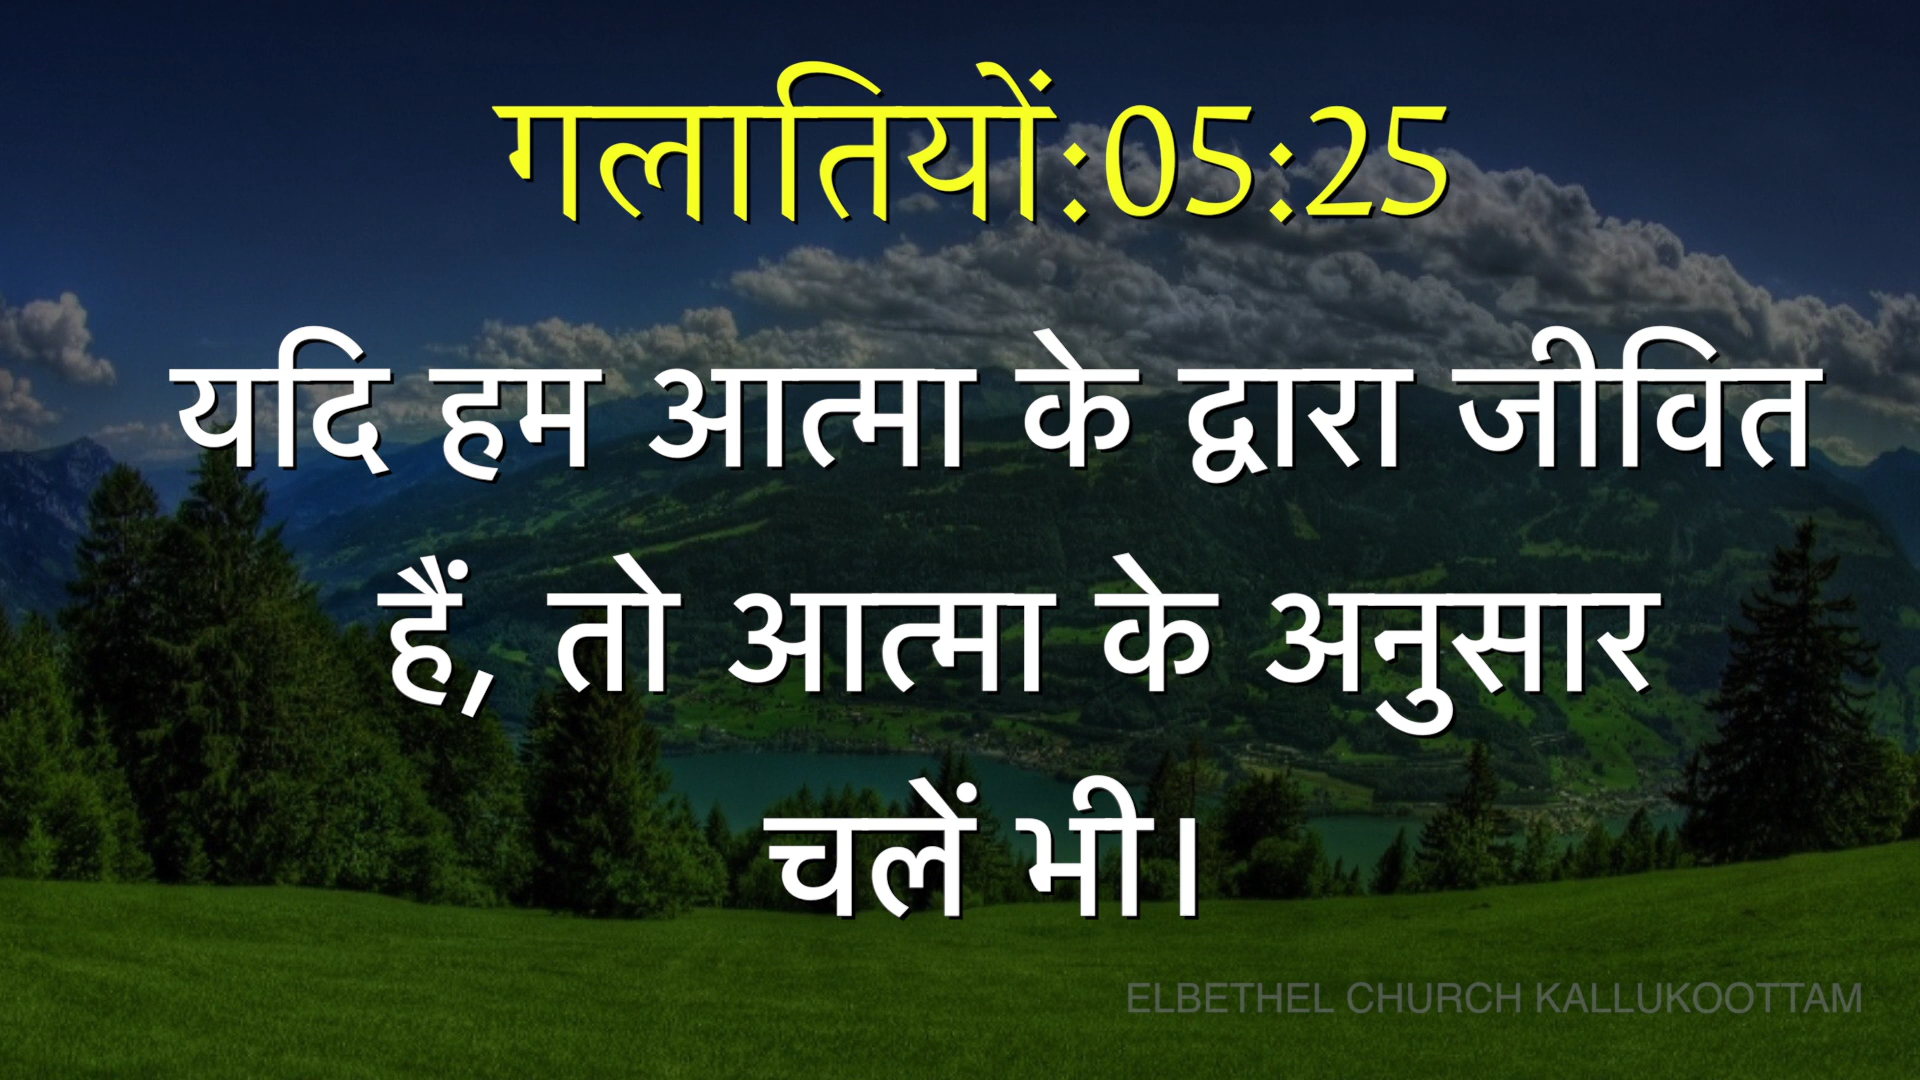 गलातियों:05:25
यदि हम आत्मा के द्वारा जीवित
हैं, तो आत्मा के अनुसार
चलें भी।
ELBETHEL CHURCH KALLUKOOTTAM